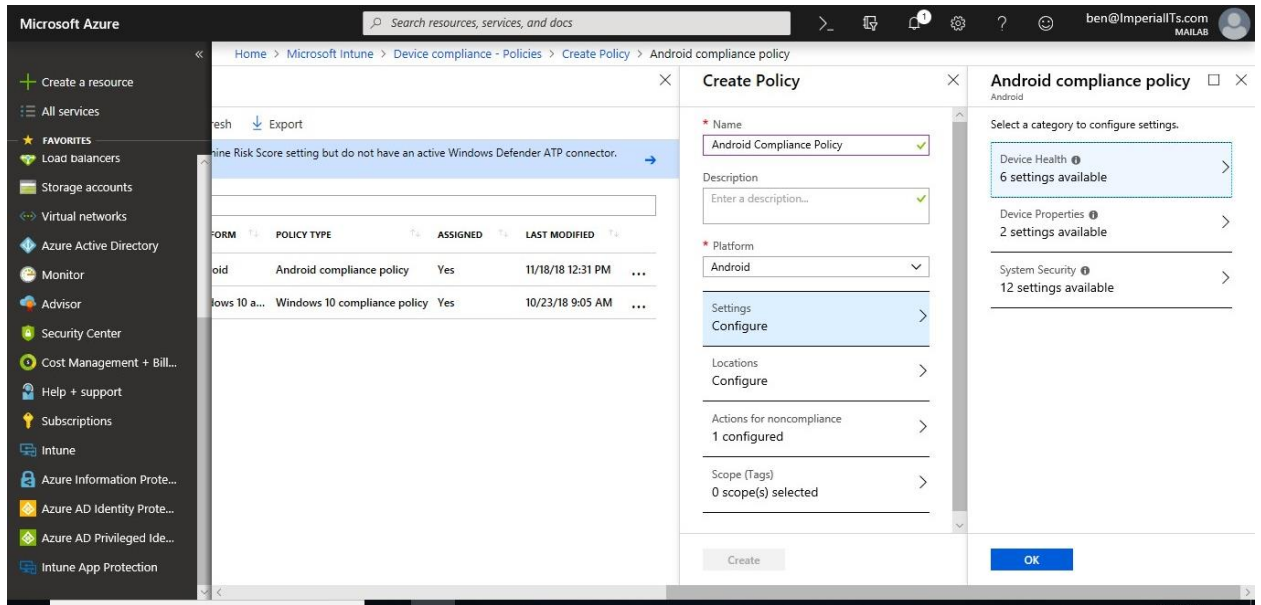 Microsoft Azure
Search resources, services, and docs
1
ben@ImperialITs.com
MAILAB
Home > Microsoft Intune > Device compliance - Policies > Create Policy > Android compliance policy
Create a resource
All services
FAVORITES
Load balancers
Storage accounts
Virtual networks
Azure Active Directory
Monitor
Advisor
Security Center
Cost Management + Bill...
Help + support
Subscriptions
Intune
Azure Information Prote...
Azure AD Identity Prote...
Azure AD Privileged Ide...
Intune App Protection
resh Export
nine Risk Score setting but do not have an active Windows Defender ATP connector.
FORM POLICY TYPE ASSIGNED LAST MODIFIED
oid Android compliance policy Yes 11/18/18 12:31 PM ...
lows 10 a... Windows 10 compliance policy Yes 10/23/18 9:05 AM ...
Create Policy
* Name
Android Compliance Policy
Description
Enter a description...
* Platform
Android
Settings
Configure
Locations
Configure
Actions for noncompliance
1 configured
Scope (Tags)
0 scope(s) selected
Create
Android compliance policy
Android
Select a category to configure settings.
Device Health
6 settings available
Device Properties
2 settings available
System Security
12 settings available
OK